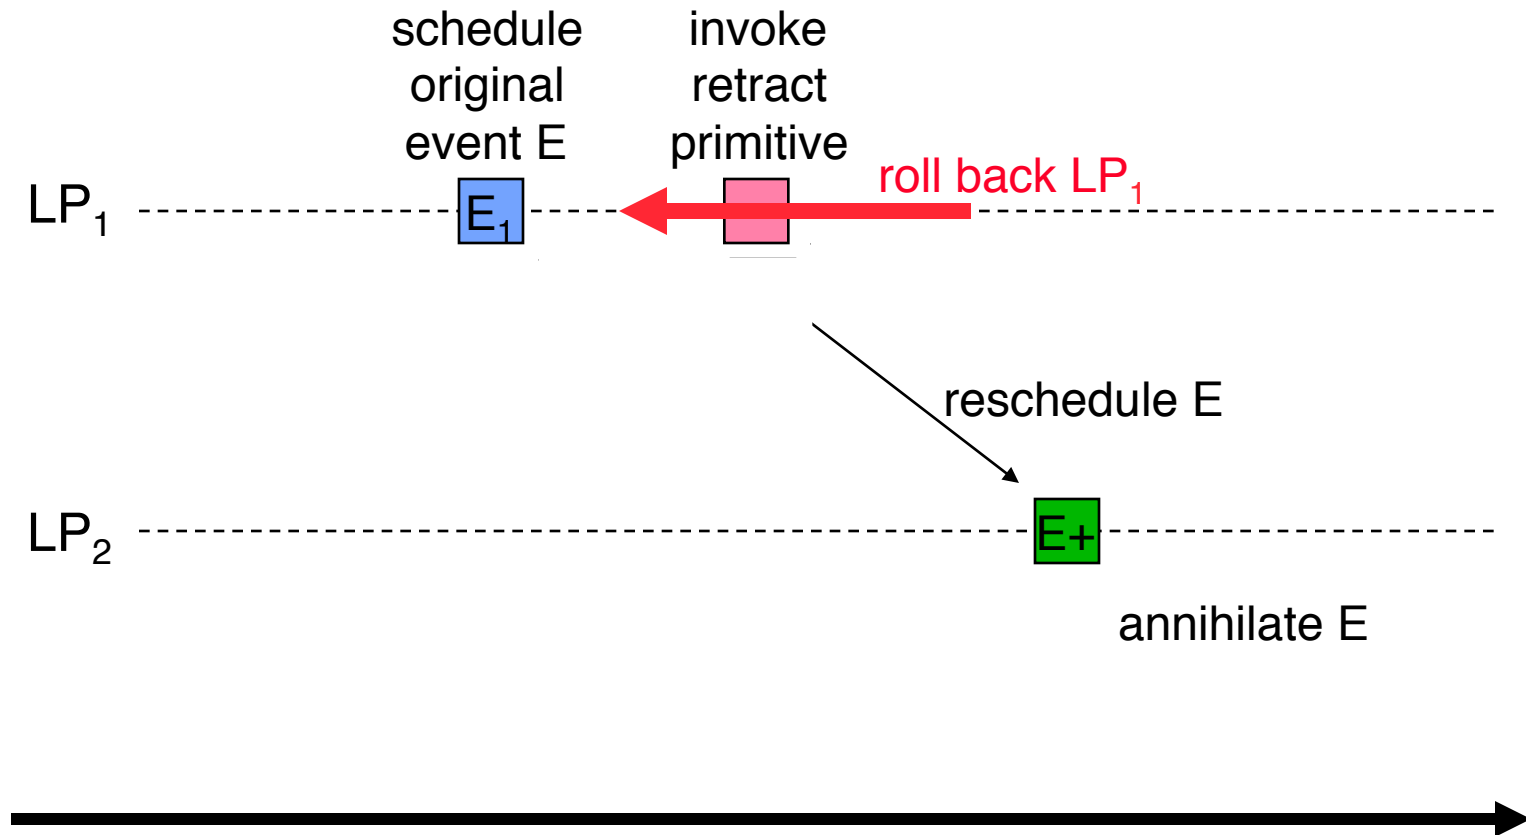 schedule
original
event E
invoke
retract
primitive
roll back LP₁
LP₁
E₁
reschedule E
LP₂
E+
annihilate E